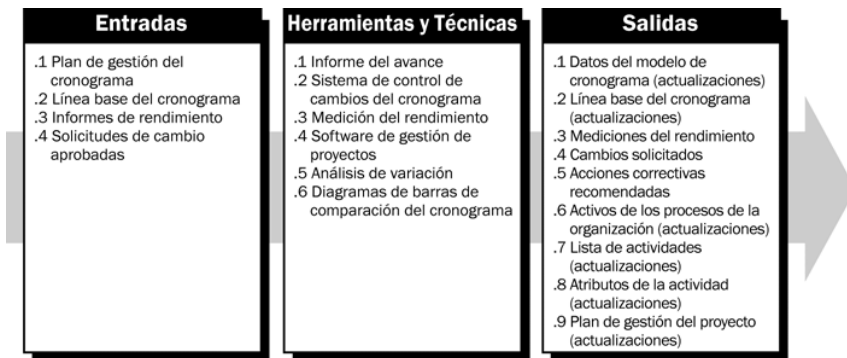 Entradas
.1 Plan de gestión del
cronograma
.2 Línea base del cronograma
.3 Informes de rendimiento
.4 Solicitudes de cambio
aprobadas
Herramientas y Técnicas
.1 Informe del avance
.2 Sistema de control de
cambios del cronograma
.3 Medición del rendimiento
.4 Software de gestión de
proyectos
.5 Análisis de variación
.6 Diagramas de barras de
comparación del cronograma
Salidas
.1 Datos del modelo de
cronograma (actualizaciones)
.2 Línea base del cronograma
(actualizaciones)
.3 Mediciones del rendimiento
.4 Cambios solicitados
.5 Acciones correctivas
recomendadas
.6 Activos de los procesos de la
organización (actualizaciones)
.7 Lista de actividades
(actualizaciones)
.8 Atributos de la actividad
(actualizaciones)
.9 Plan de gestión del proyecto
(actualizaciones)